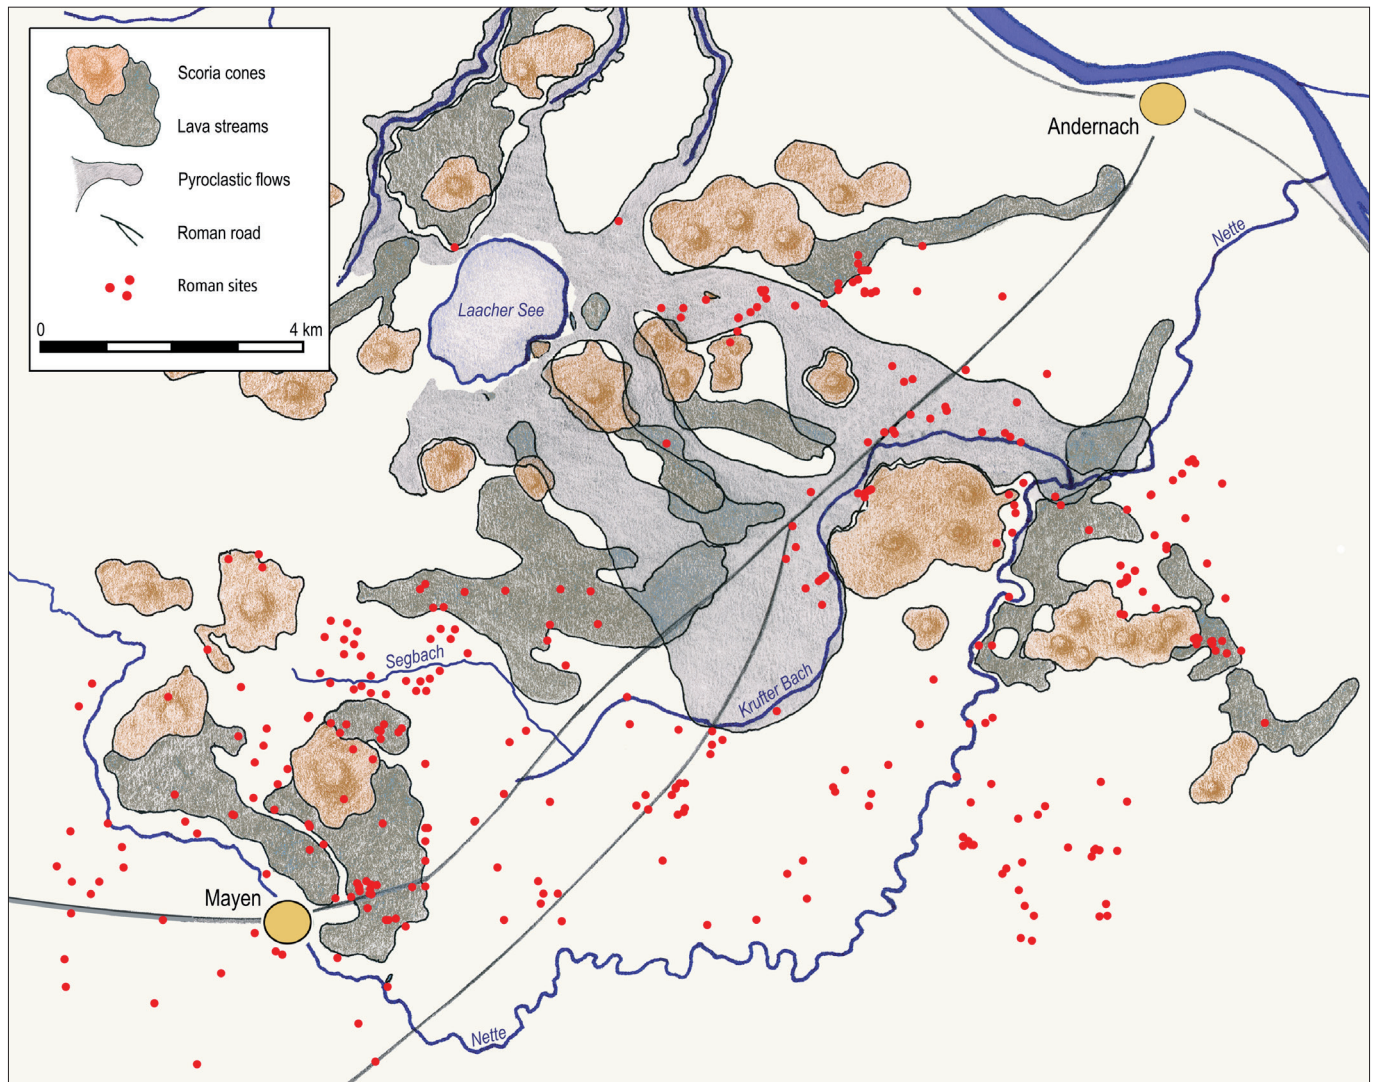 Scoria cones
Lava streams
Pyroclastic flows
Roman road
Roman sites
0 4 km
Andernach
Nette
Laacher See
Segbach
Krufter Bach
Mayen
Nette